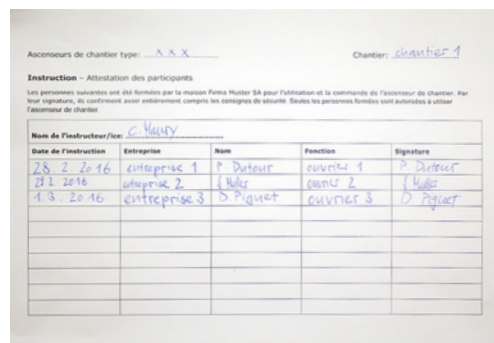 Ascenseurs de chantier type: x x x Chantier: chantier 1
Instruction – Attestation des participants
Les personnes suivantes ont été formées par la maison Firma Muster SA pour l'utilisation et la commande de l'ascenseur de chantier. Par
leur signature, ils confirment avoir entièrement compris les consignes de sécurité. Seules les personnes formées sont autorisées à utiliser
l'ascenseur de chantier.
Nom de l'instructeur/ice: C. Maury
Date de l'instruction Entreprise Nom Fonction Signature
28. 2. 2016 entreprise 1 P. Dutour ouvrier 1 P. Dutour
28.2. 2016 entreprise 2 Muller ouvrier 2 Muller
1. 3. 2016 entreprise 3 D Piguet ouvrier 3 D. Piguet